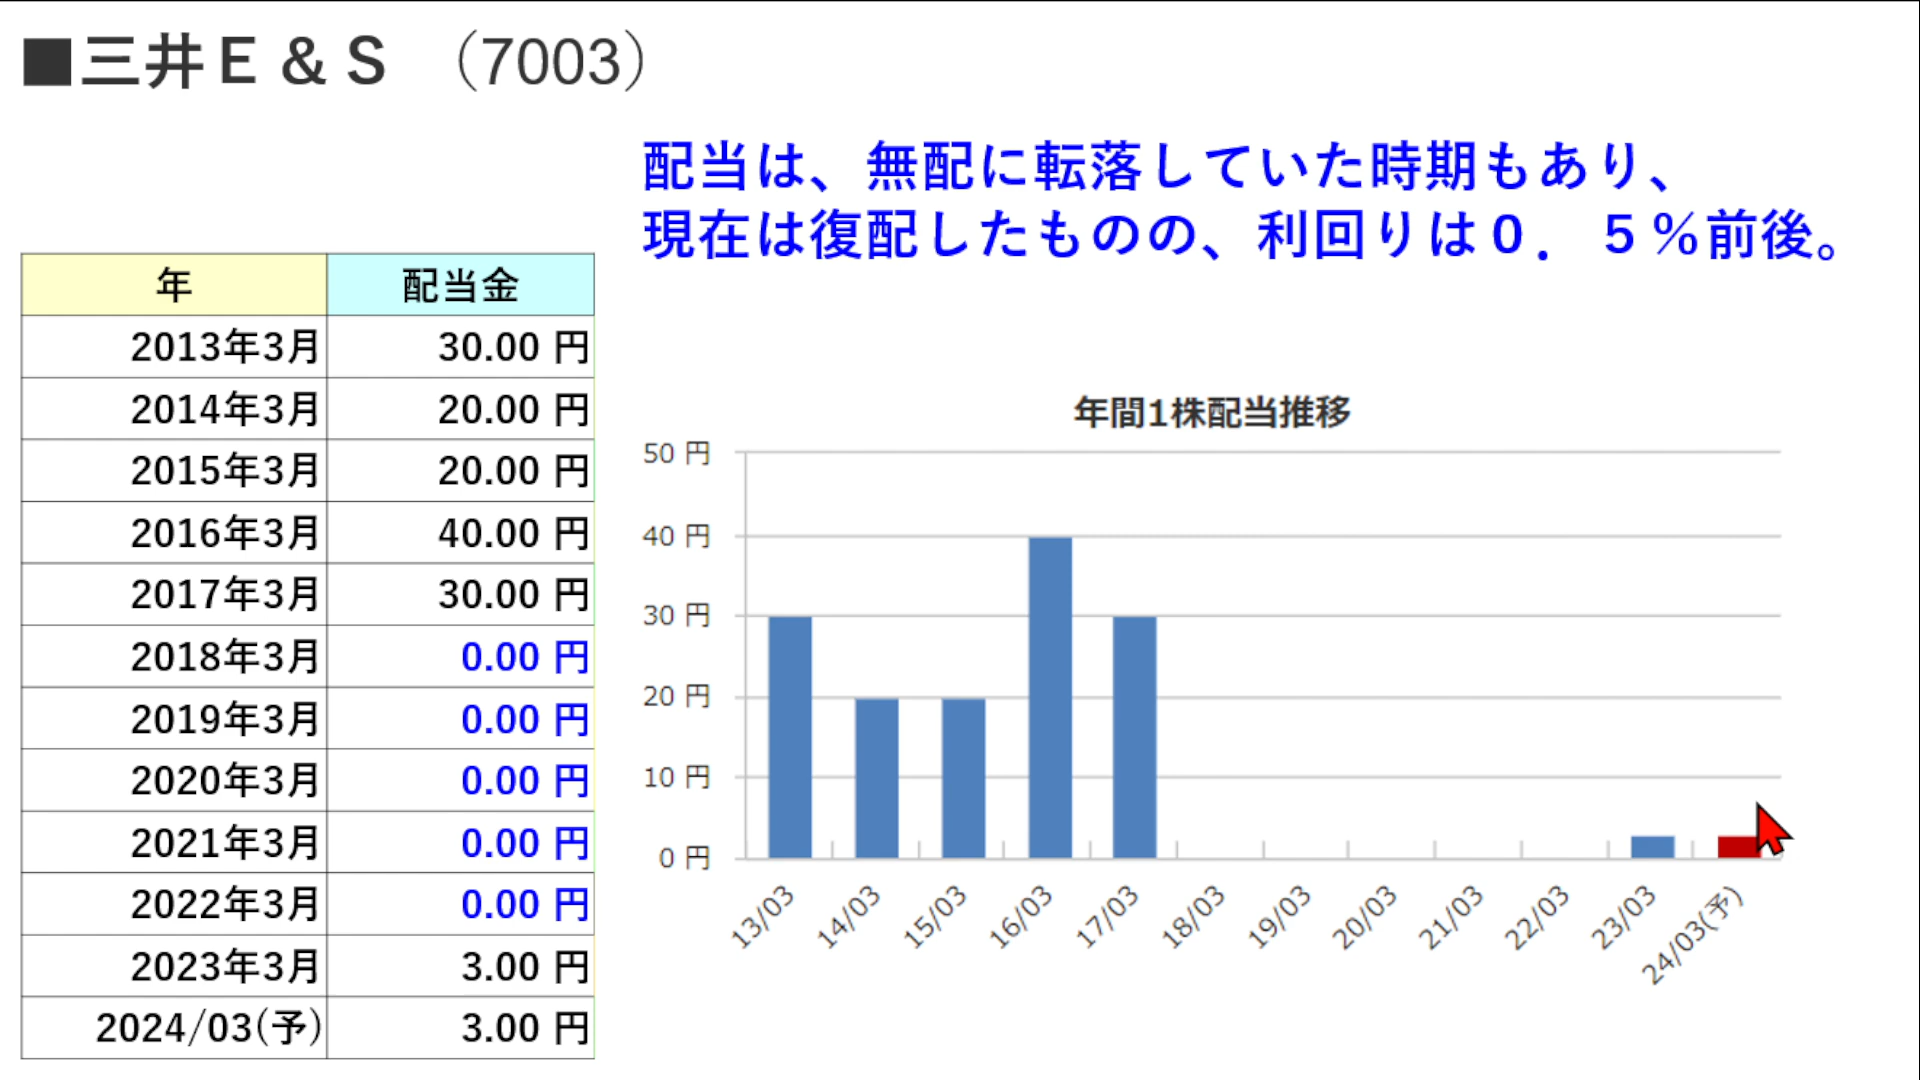 ■三井Ｅ＆Ｓ （7003）
配当は、無配に転落していた時期もあり、
現在は復配したものの、利回りは０．５％前後。
年 配当金
2013年3月 30.00 円
2014年3月 20.00 円
2015年3月 20.00 円
2016年3月 40.00 円
2017年3月 30.00 円
2018年3月 0.00 円
2019年3月 0.00 円
2020年3月 0.00 円
2021年3月 0.00 円
2022年3月 0.00 円
2023年3月 3.00 円
2024/03(予) 3.00 円
年間1株配当推移
50 円
40 円
30 円
20 円
10 円
0 円
13/03 14/03 15/03 16/03 17/03 18/03 19/03 20/03 21/03 22/03 23/03 24/03(予)